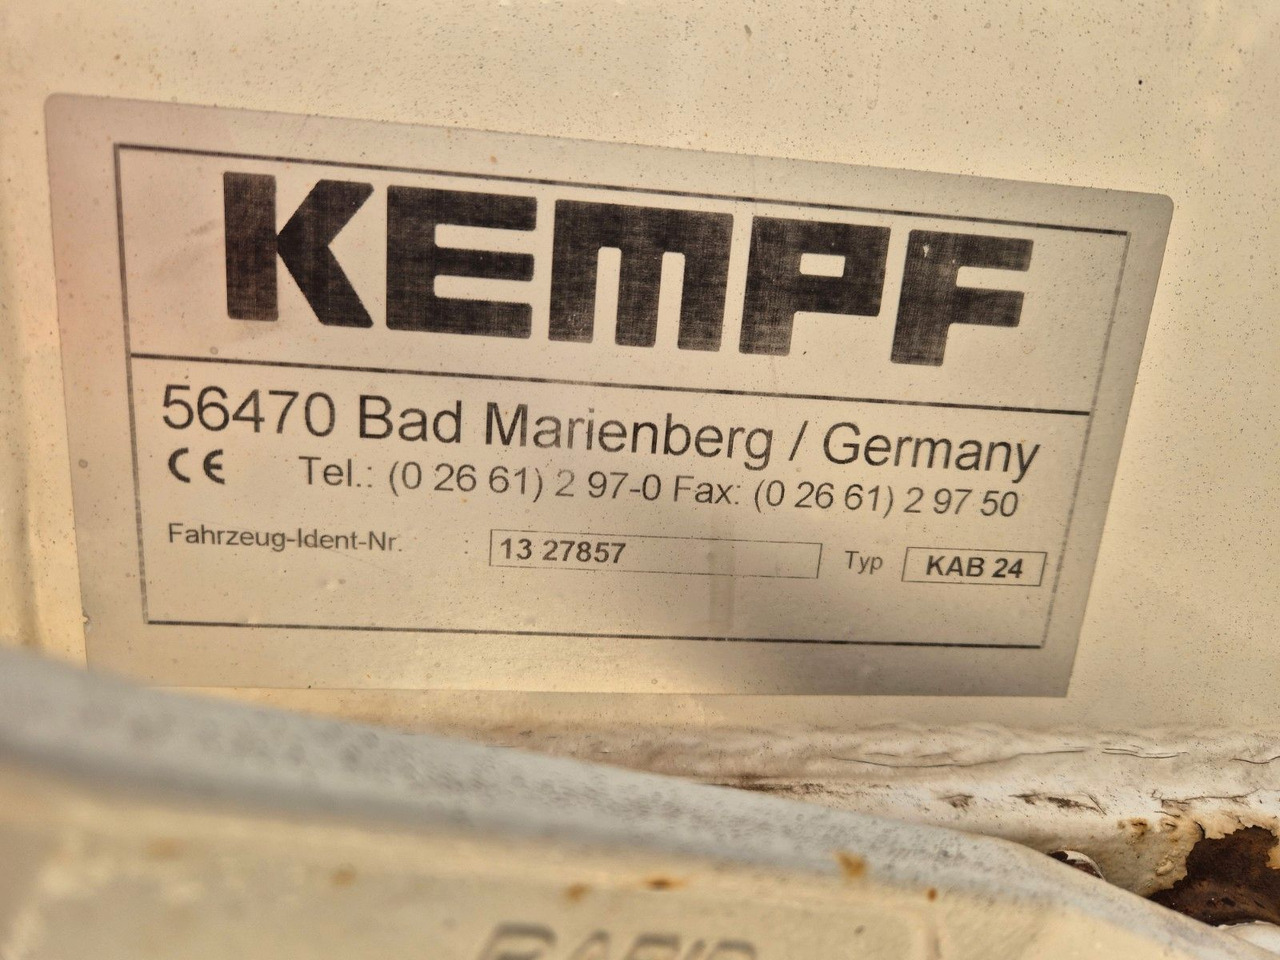 KEMPF
56470 Bad Marienberg / Germany
CE Tel.: (0 26 61) 2 97-0 Fax: (0 26 61) 2 97 50
Fahrzeug-Ident-Nr. : 13 27857 Typ KAB 24